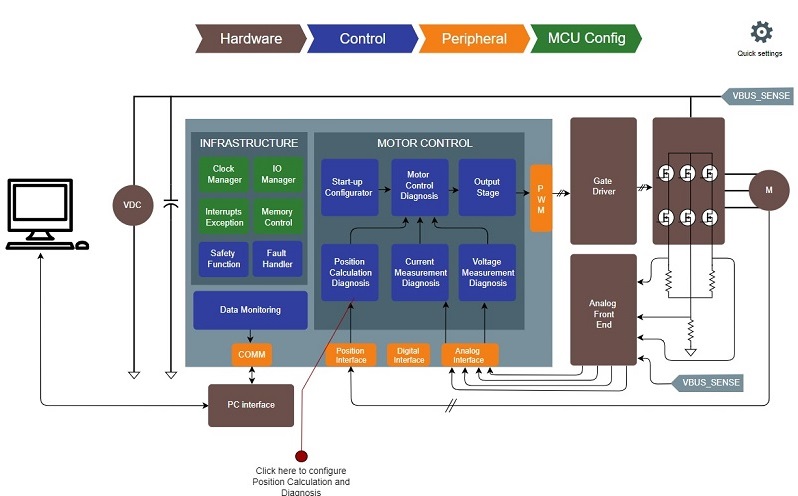 Hardware
Control
Peripheral
MCU Config
Quick settings
VBUS_SENSE
INFRASTRUCTURE
MOTOR CONTROL
Clock
Manager
IO
Manager
Interrupts
Exception
Memory
Control
Safety
Function
Fault
Handler
Start-up
Configurator
Motor
Control
Diagnosis
Output
Stage
P
W
M
Gate
Driver
M
VDC
Position
Calculation
Diagnosis
Current
Measurement
Diagnosis
Voltage
Measurement
Diagnosis
Data Monitoring
Analog
Front
End
COMM
Position
Interface
Digital
Interface
Analog
Interface
VBUS_SENSE
PC interface
Click here to configure
Position Calculation and
Diagnosis